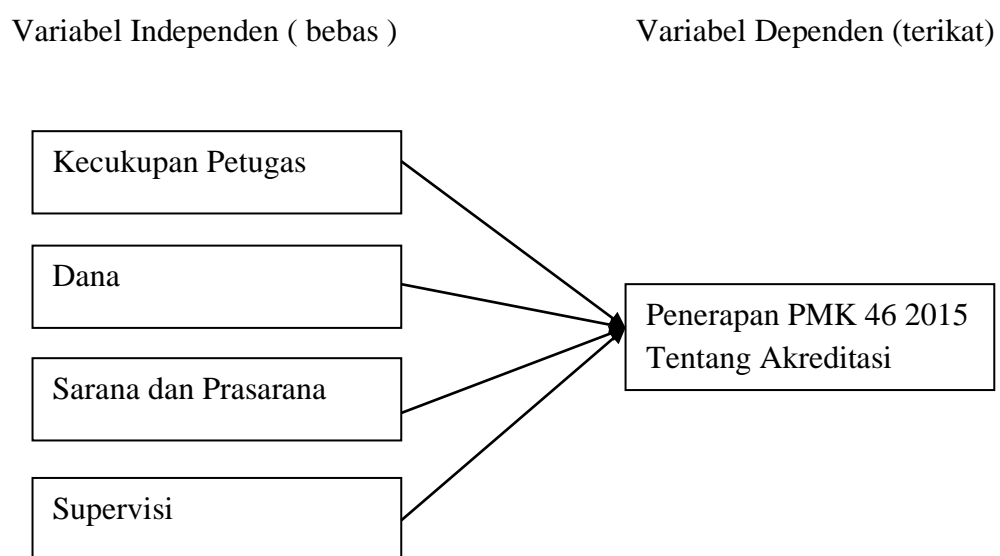 Variabel Independen ( bebas )
Variabel Dependen (terikat)
Kecukupan Petugas
Dana
Sarana dan Prasarana
Supervisi
Penerapan PMK 46 2015
Tentang Akreditasi